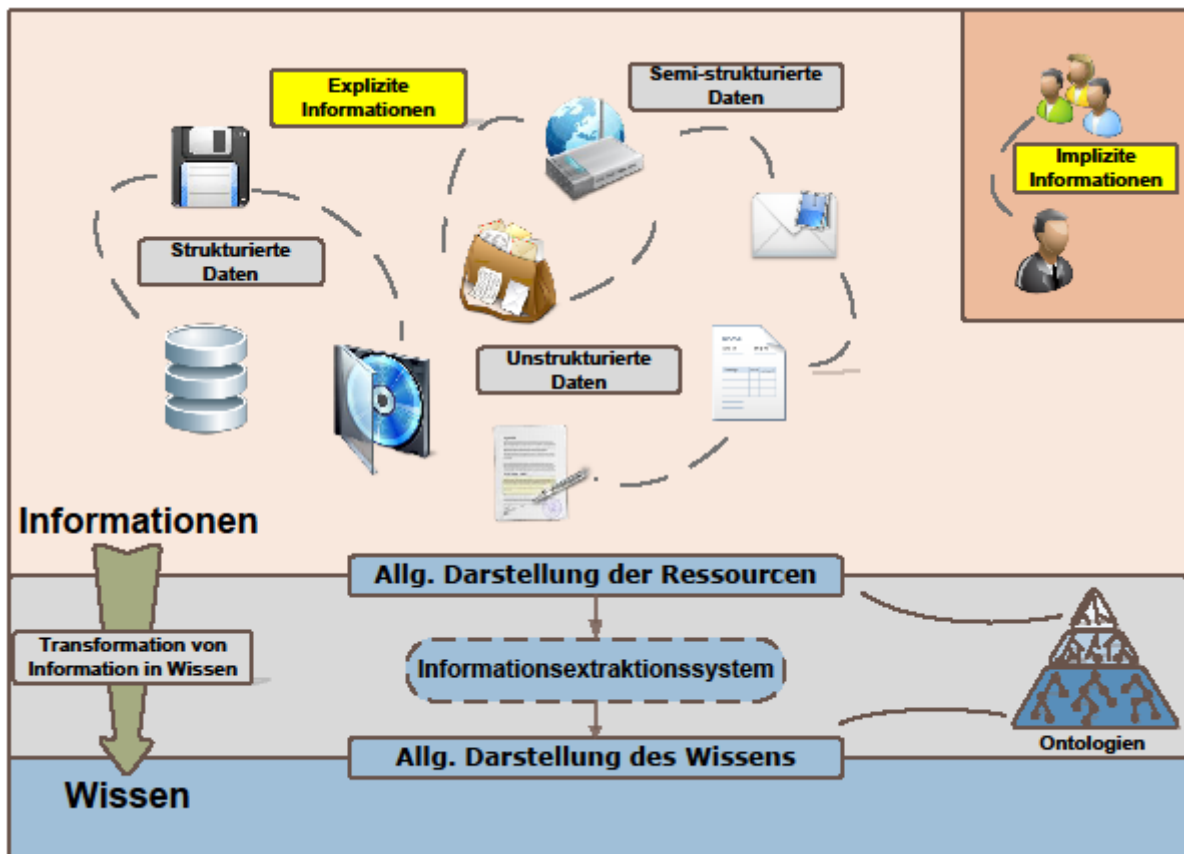 Explizite
Informationen
Semi-strukturierte
Daten
Implizite
Informationen
Strukturierte
Daten
Unstrukturierte
Daten
Informationen
Allg. Darstellung der Ressourcen
Transformation von
Information in Wissen
Informationsextraktionssystem
Ontologien
Allg. Darstellung des Wissens
Wissen